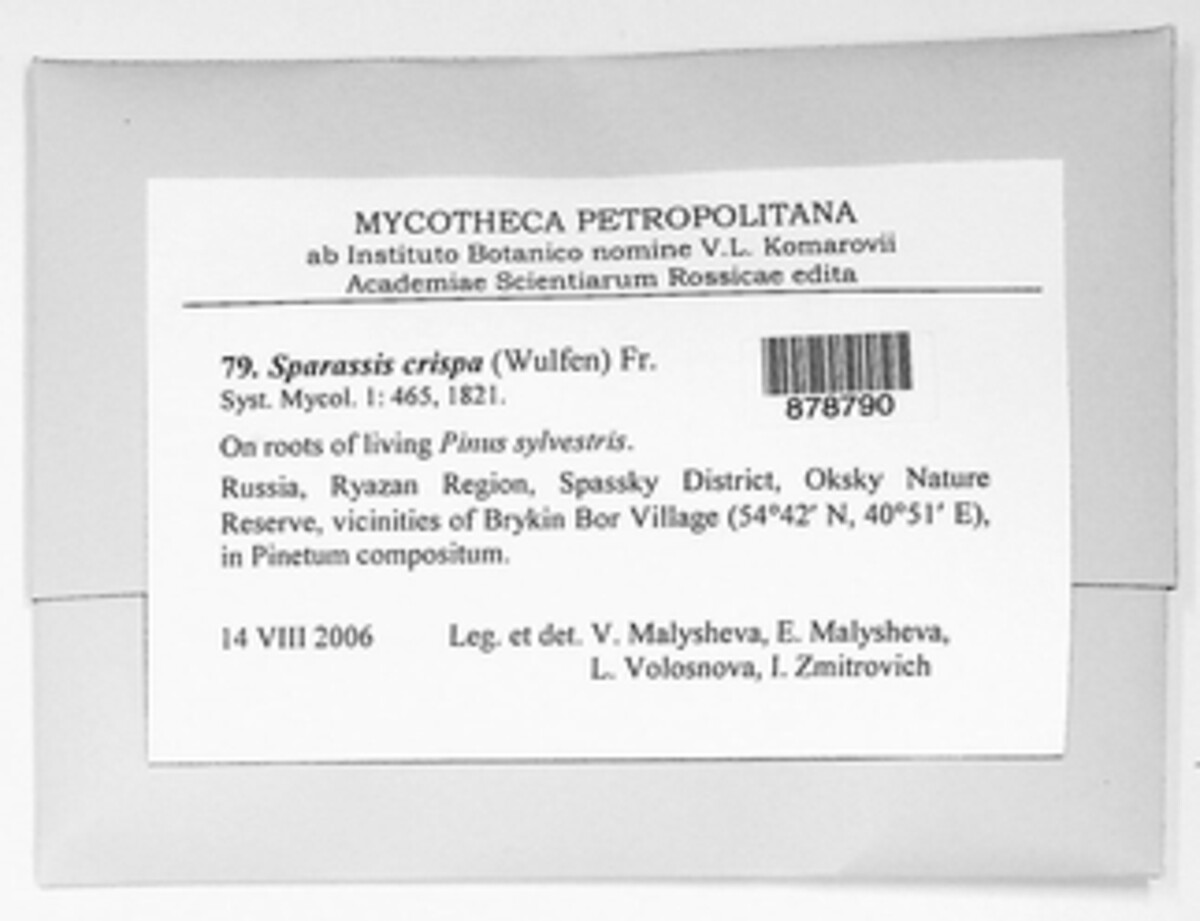 MYCOTHECA PETROPOLITANA
ab Instituto Botanico nomine V.L. Komarovii
Academiae Scientiarum Rossicae edita
79. Sparassis crispa (Wulfen) Fr.
Syst. Mycol. 1: 465, 1821.
878790
On roots of living Pinus sylvestris.
Russia, Ryazan Region, Spassky District, Oksky Nature
Reserve, vicinities of Brykin Bor Village (54°42' N, 40°51' E),
in Pinetum compositum.
14 VIII 2006 Leg. et det. V. Malysheva, E. Malysheva,
L. Volosnova, I. Zmitrovich